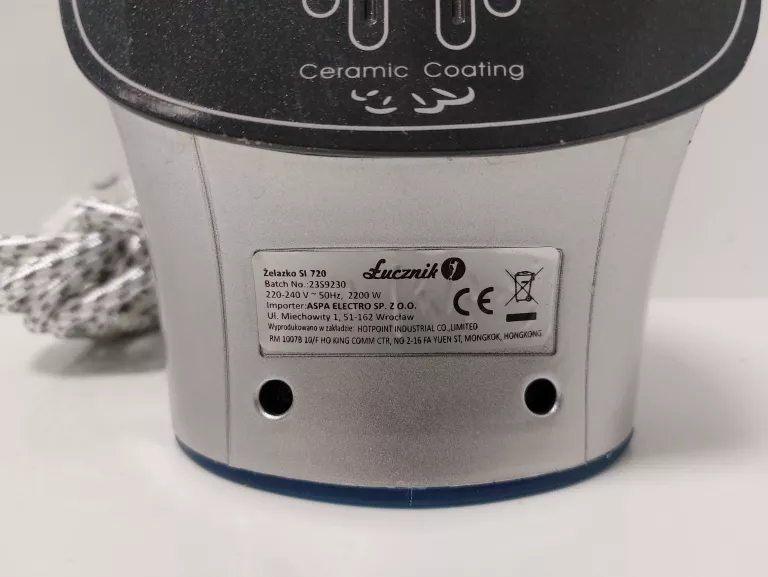 Ceramic Coating
Żelazko SI 720
Łucznik
Batch No.:2359230
220-240 V ~ 50Hz, 2200 W
Importer:ASPA ELECTRO SP. Z O.O.
Ul. Miechowity 1, 51-162 Wrocław
CE
Wyprodukowano w zakładzie: HOTPOINT INDUSTRIAL CO.,LIMITED
RM 1007B 10/F HO KING COMM CTR, NO 2-16 FA YUEN ST, MONGKOK, HONGKONG